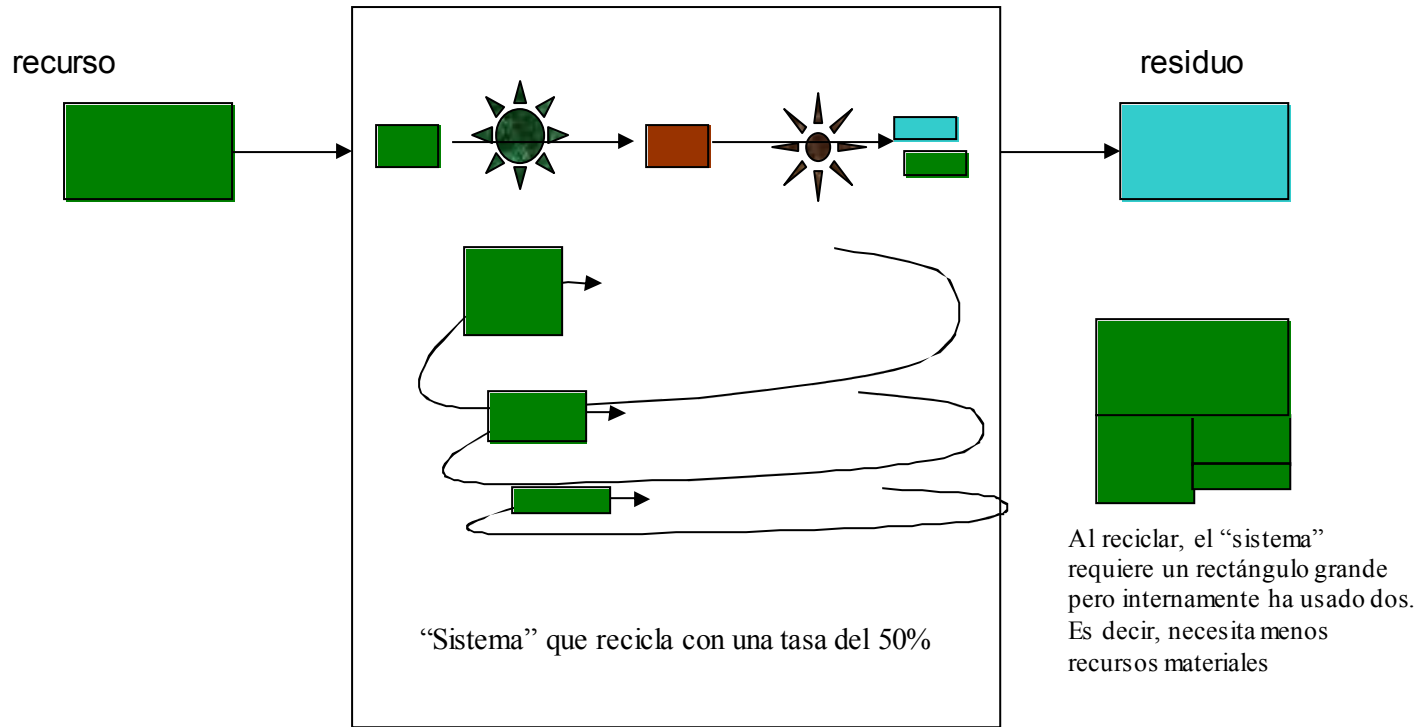 recurso
residuo
Al reciclar, el “sistema”
requiere un rectángulo grande
pero internamente ha usado dos.
Es decir, necesita menos
recursos materiales
“Sistema” que recicla con una tasa del 50%